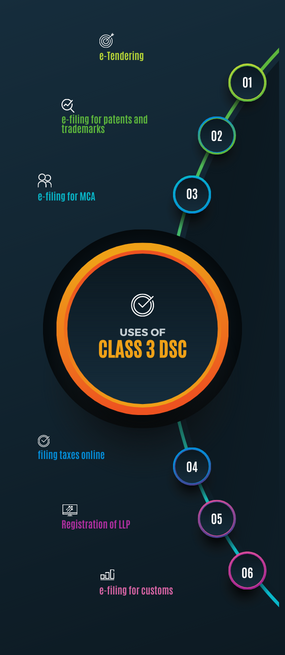 e-Tendering
01
e-filing for patents and
trademarks
02
e-filing for MCA
03
USES OF
CLASS 3 DSC
filing taxes online
04
Registration of LLP
05
e-filing for customs
06